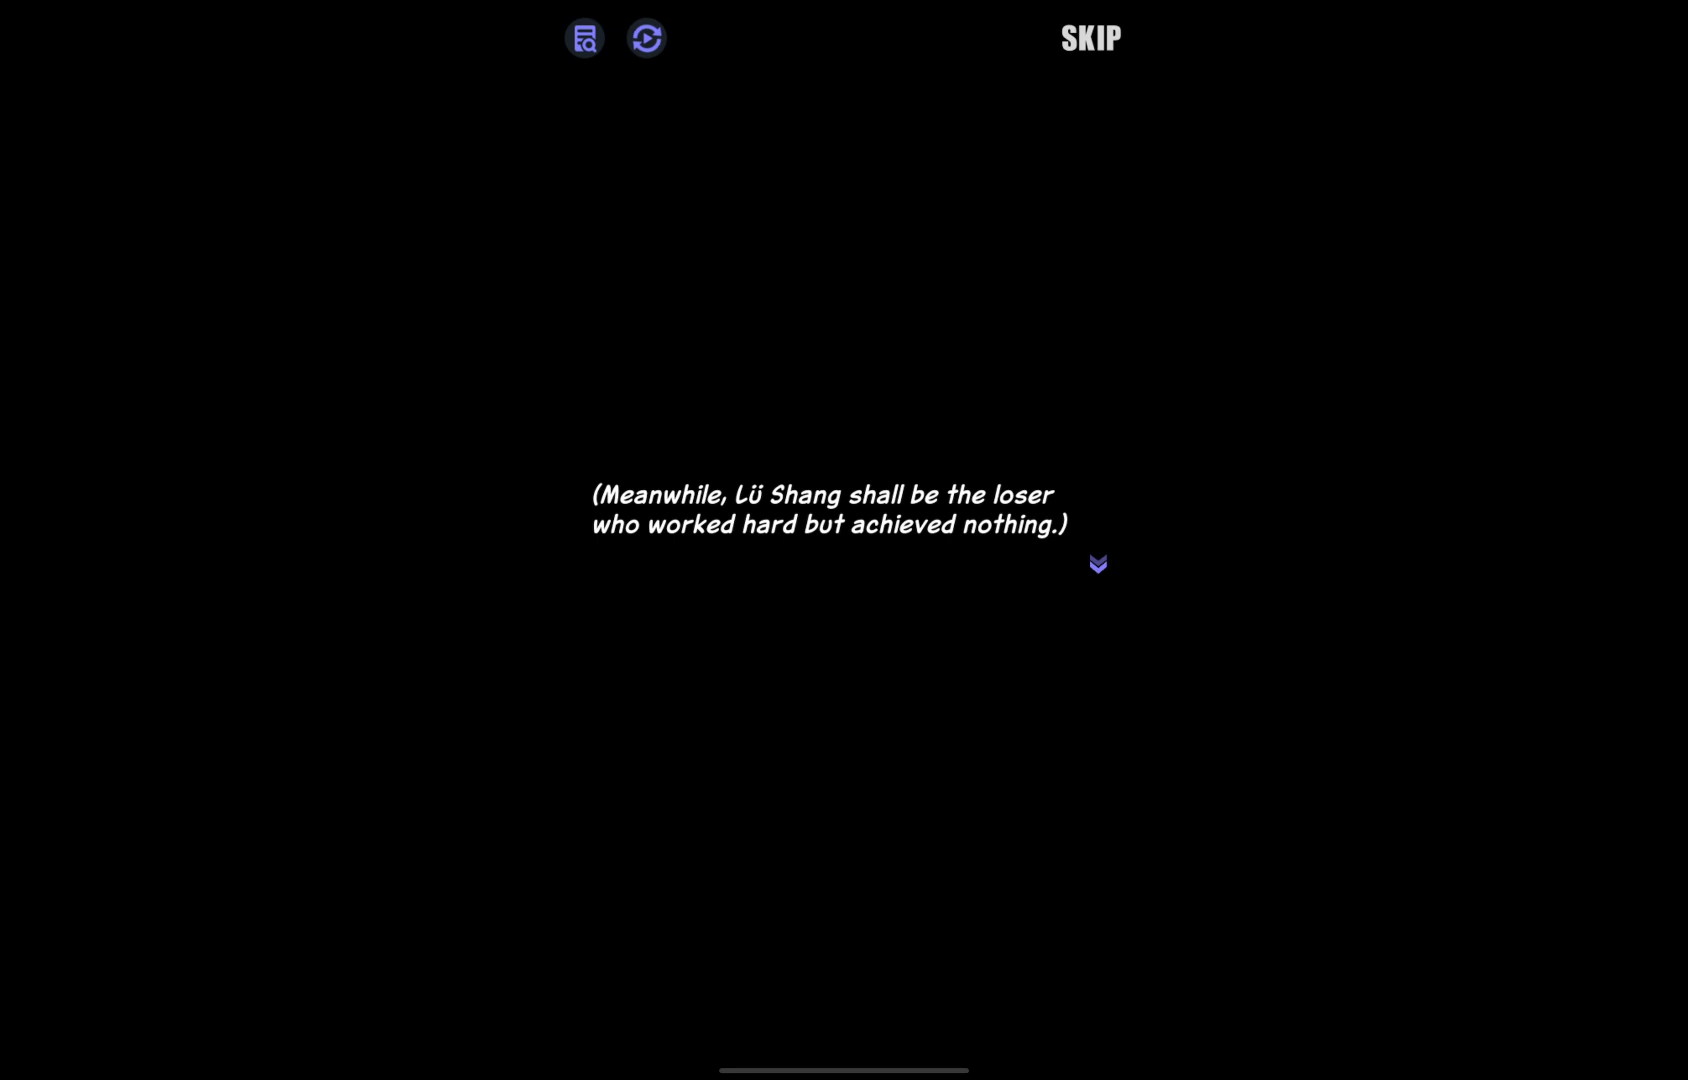 SKIP
(Meanwhile, Lü Shang shall be the loser
who worked hard but achieved nothing.)